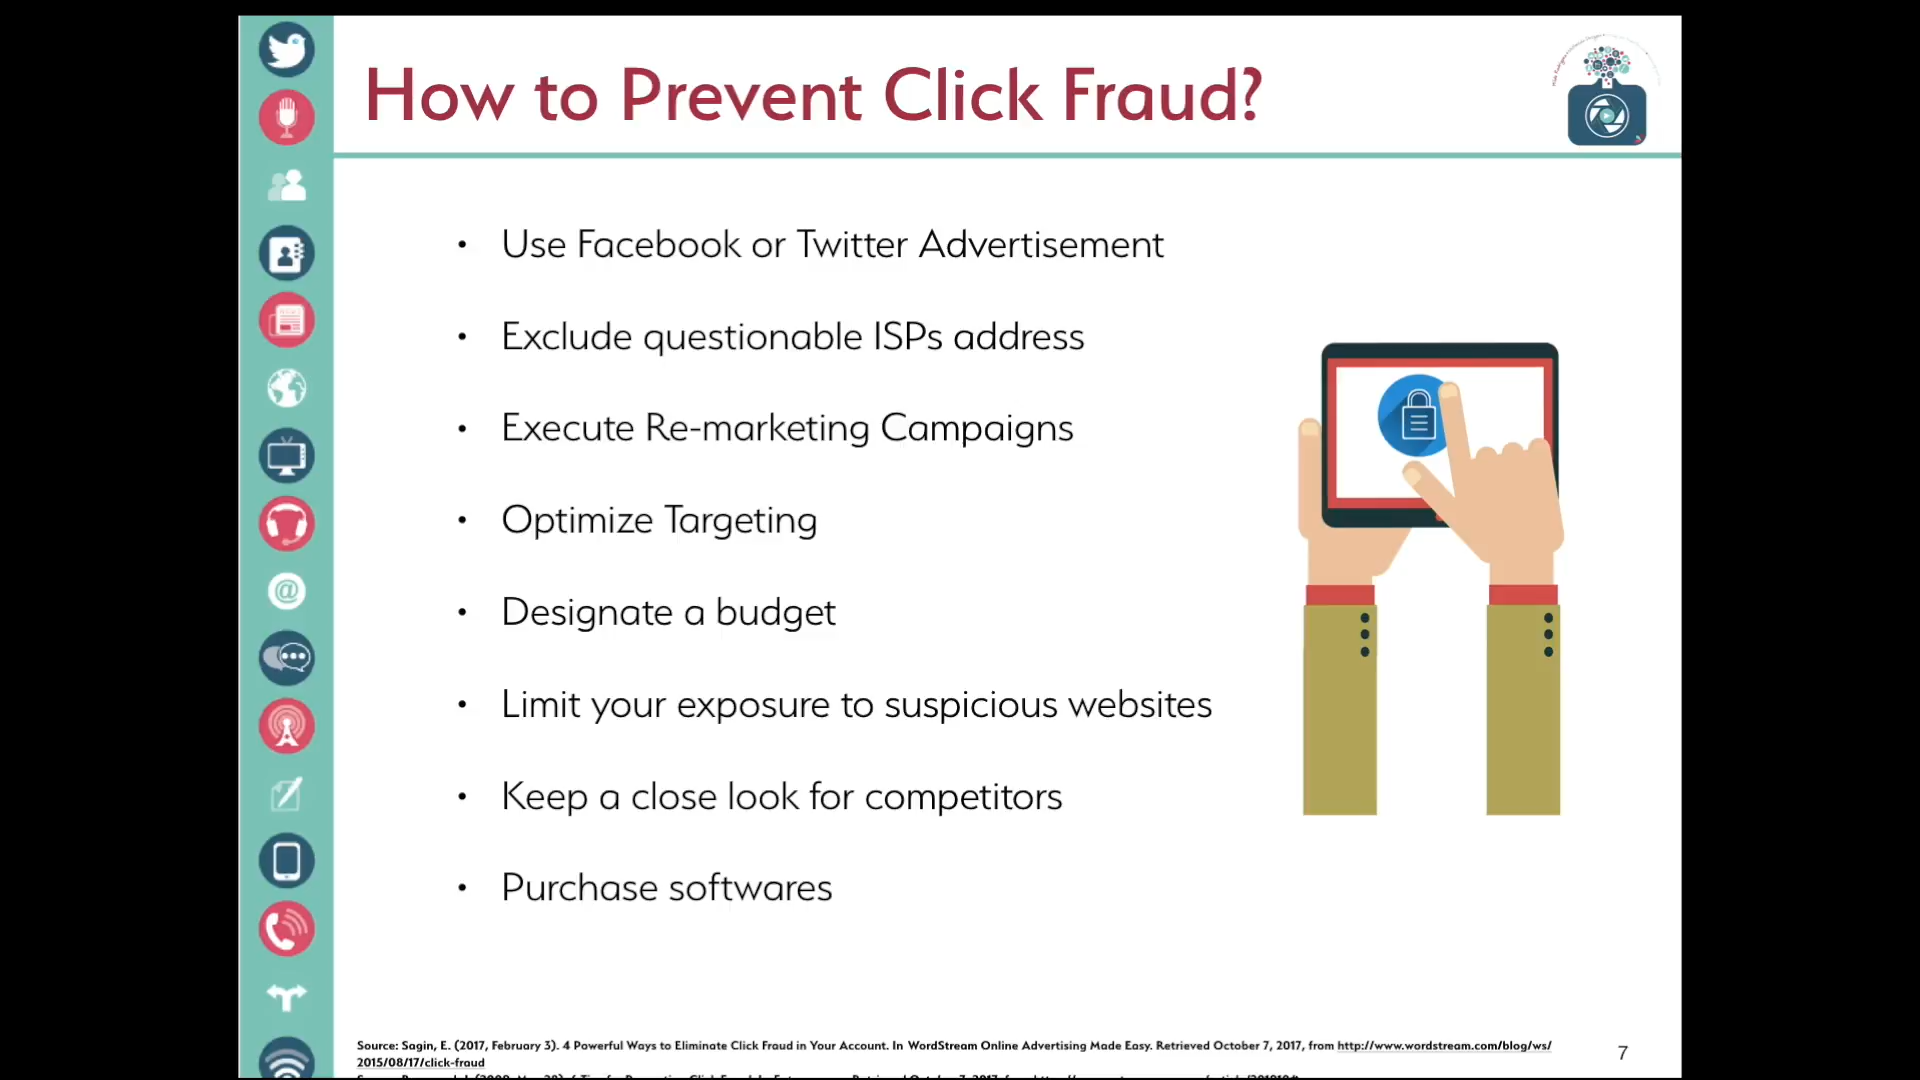 How to Prevent Click Fraud?
• Use Facebook or Twitter Advertisement
• Exclude questionable ISPs address
• Execute Re-marketing Campaigns
• Optimize Targeting
• Designate a budget
• Limit your exposure to suspicious websites
• Keep a close look for competitors
• Purchase softwares
Source: Sagin, E. (2017, February 3). 4 Powerful Ways to Eliminate Click Fraud in Your Account. In WordStream Online Advertising Made Easy. Retrieved October 7, 2017, from http://www.wordstream.com/blog/ws/
2015/08/17/click-fraud
7